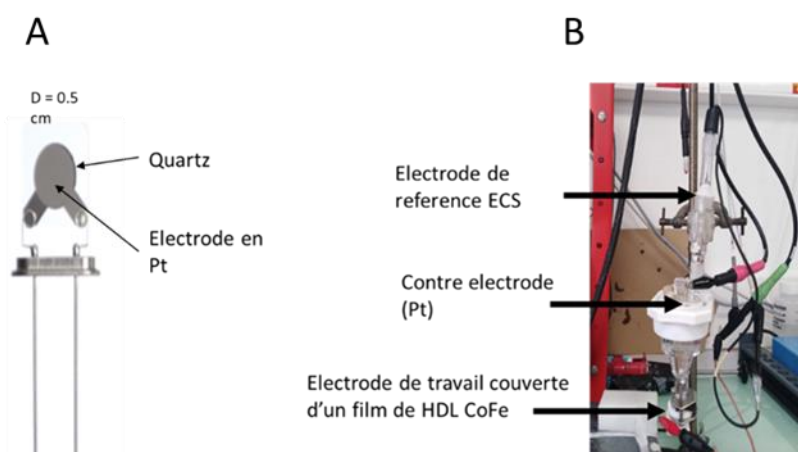 A
B
D = 0.5
cm
Quartz
Electrode en
Pt
Electrode de
reference ECS
Contre electrode
(Pt)
Electrode de travail couverte
d'un film de HDL CoFe